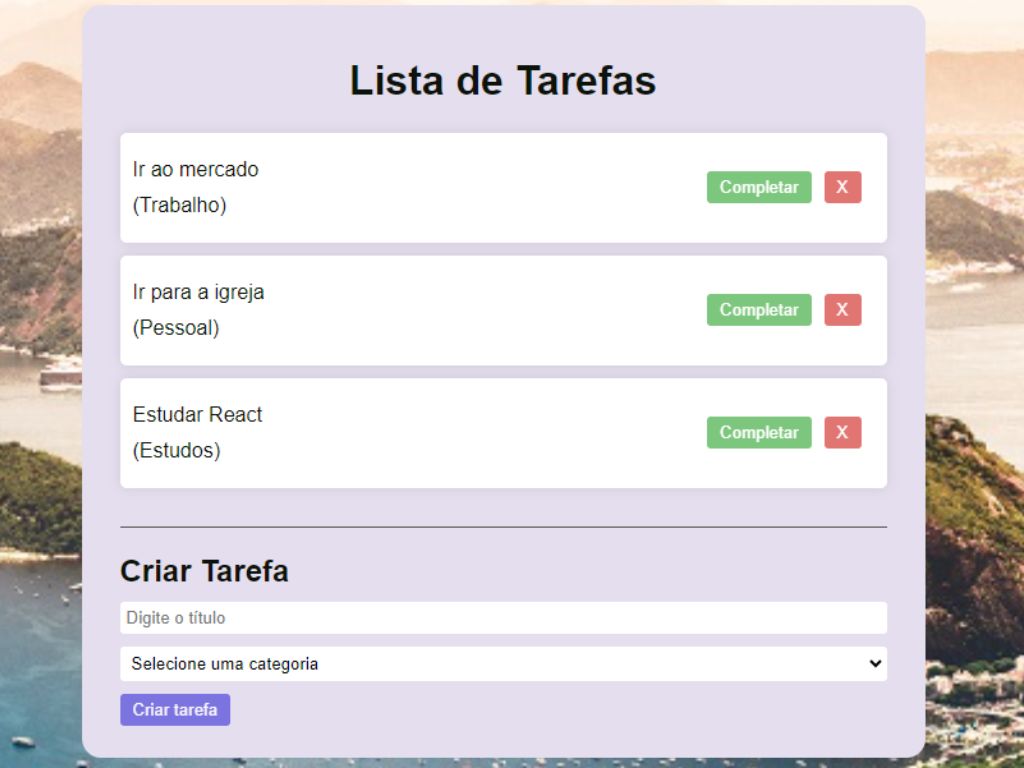 Lista de Tarefas
Ir ao mercado
(Trabalho)
Completar X
Ir para a igreja
(Pessoal)
Completar X
Estudar React
(Estudos)
Completar X
Criar Tarefa
Digite o título
Selecione uma categoria
Criar tarefa